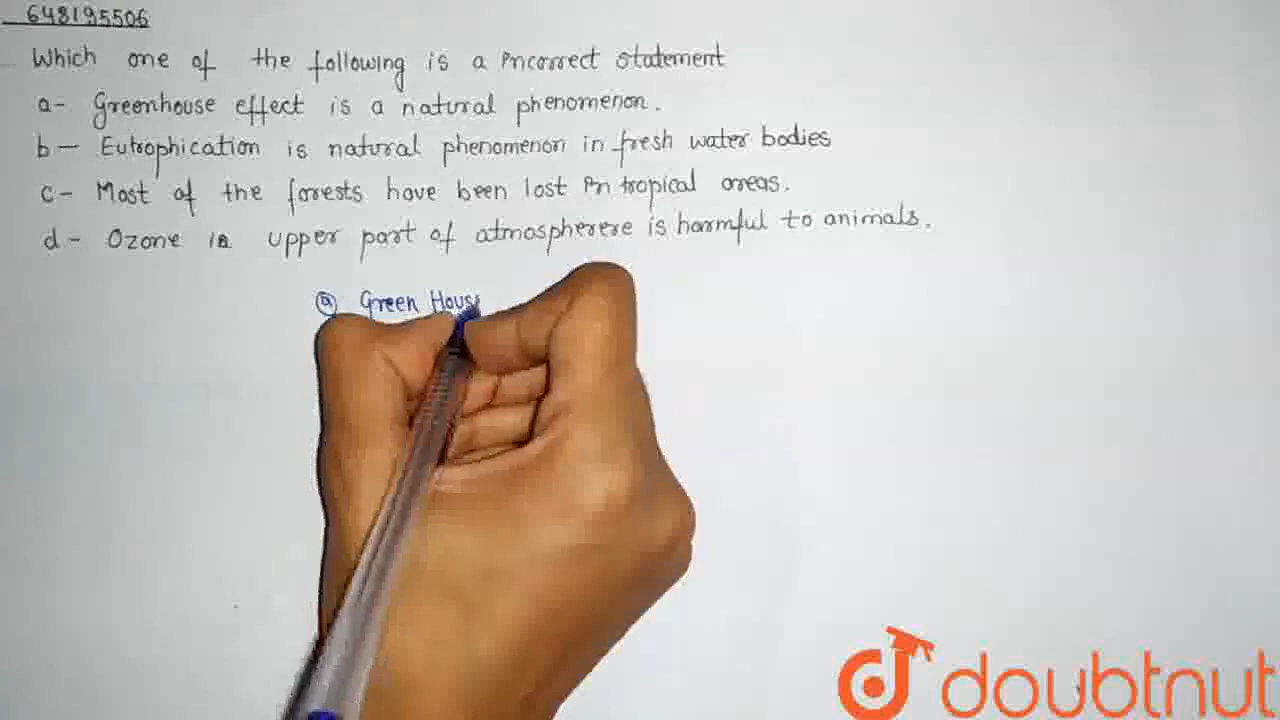 648195506
Which one of the following is a incorrect statement
a- Greenhouse effect is a natural phenomenon.
b- Eutrophication is natural phenomenon in fresh water bodies
c- Most of the forests have been lost in tropical areas.
d- Ozone in upper part of atmospherere is harmful to animals.
(a) Green Hous
doubtnut